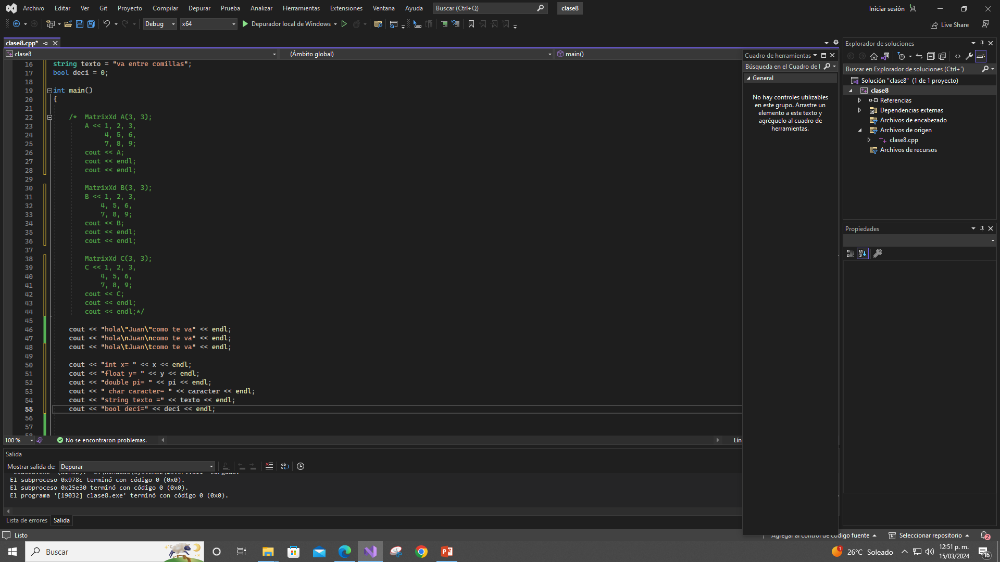 Archivo Editar Ver Git Proyecto Compilar Depurar Prueba Analizar Herramientas Extensiones Ventana Ayuda Buscar (Ctrl+Q) clase8 Iniciar sesión
Debug x64 Depurador local de Windows Live Share
clase8.cpp*
clase8 (Ámbito global) main()
16 string texto = "va entre comillas";
17 bool deci = 0;
18
19 int main()
20 {
21
22 /* MatrixXd A(3, 3);
23 A << 1, 2, 3,
24 4, 5, 6,
25 7, 8, 9;
26 cout << A;
27 cout << endl;
28 cout << endl;
29
30 MatrixXd B(3, 3);
31 B << 1, 2, 3,
32 4, 5, 6,
33 7, 8, 9;
34 cout << B;
35 cout << endl;
36 cout << endl;
37
38 MatrixXd C(3, 3);
39 C << 1, 2, 3,
40 4, 5, 6,
41 7, 8, 9;
42 cout << C;
43 cout << endl;
44 cout << endl;*/
45
46 cout << "hola\"Juan\"como te va" << endl;
47 cout << "hola\nJuan\ncomo te va" << endl;
48 cout << "hola\tJuan\tcomo te va" << endl;
49
50 cout << "int x= " << x << endl;
51 cout << "float y= " << y << endl;
52 cout << "double pi= " << pi << endl;
53 cout << " char caracter= " << caracter << endl;
54 cout << "string texto =" << texto << endl;
55 cout << "bool deci=" << deci << endl;
56
57
100 % No se encontraron problemas. Lín
Salida
Mostrar salida de: Depurar
El subproceso 0x978c terminó con código 0 (0x0).
El subproceso 0x25e30 terminó con código 0 (0x0).
El programa '[19032] clase8.exe' terminó con código 0 (0x0).
Lista de errores Salida
Cuadro de herramientas
Búsqueda en el Cuadro de
General
No hay controles utilizables
en este grupo. Arrastre un
elemento a este texto y
agréguelo al cuadro de
herramientas.
Explorador de soluciones
Buscar en Explorador de soluciones (Ctrl+´)
Solución "clase8" (1 de 1 proyecto)
clase8
Referencias
Dependencias externas
Archivos de encabezado
Archivos de origen
clase8.cpp
Archivos de recursos
Propiedades
Listo Agregar al control de código fuente Seleccionar repositorio 2
Buscar 1 26°C Soleado 12:51 p. m.
15/03/2024 16